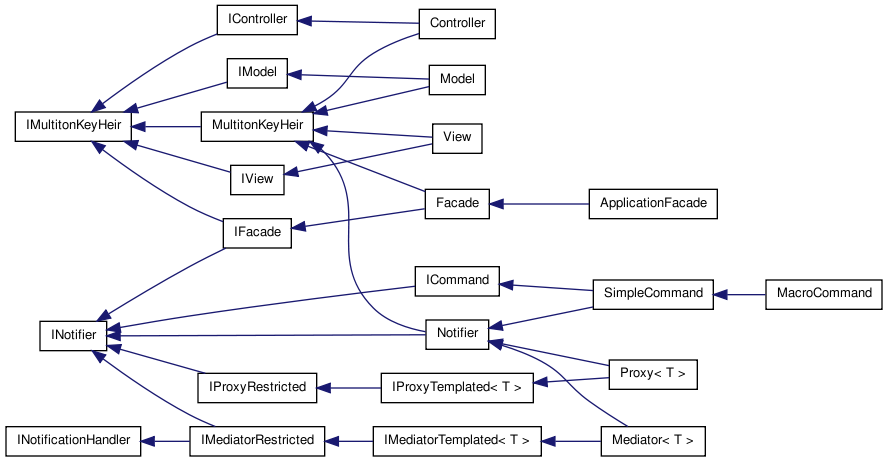 IController
Controller
IModel
Model
IMultitonKeyHeir
MultitonKeyHeir
View
IView
Facade
ApplicationFacade
IFacade
ICommand
SimpleCommand
MacroCommand
INotifier
Notifier
IProxyRestricted
IProxyTemplated< T >
Proxy< T >
INotificationHandler
IMediatorRestricted
IMediatorTemplated< T >
Mediator< T >